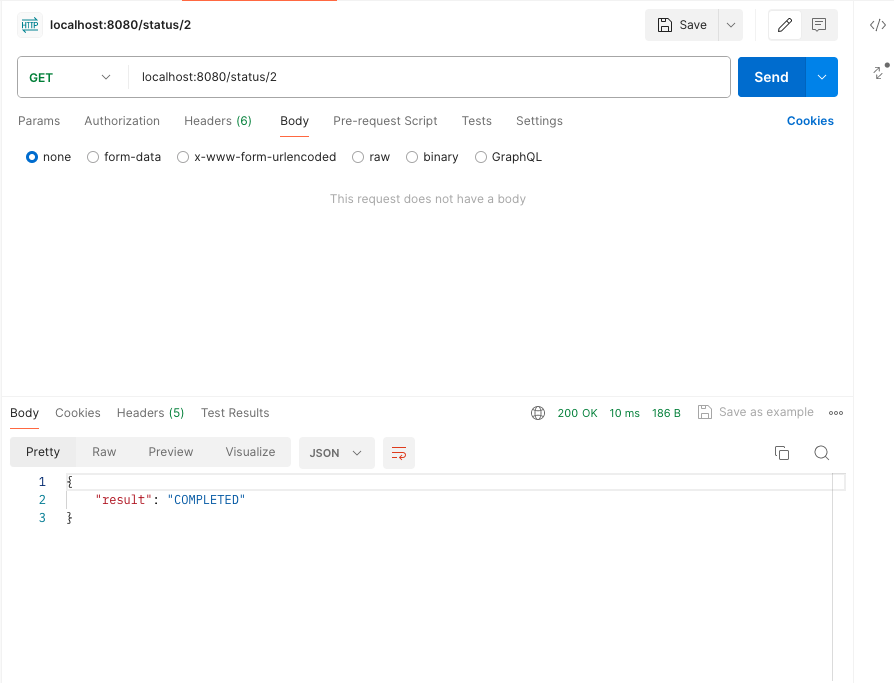 HTTP localhost:8080/status/2 Save
GET localhost:8080/status/2 Send
Params Authorization Headers (6) Body Pre-request Script Tests Settings Cookies
none form-data x-www-form-urlencoded raw binary GraphQL
This request does not have a body
Body Cookies Headers (5) Test Results 200 OK 10 ms 186 B Save as example
Pretty Raw Preview Visualize JSON
1 {
2 "result": "COMPLETED"
3 }